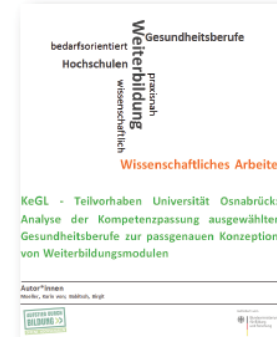 Gesundheitsberufe
bedarfsorientiert
Weiterbildung
Hochschulen
praxisnah
wissenschaftlich
Wissenschaftliches Arbeite
KeGL - Teilvorhaben Universität Osnabrück:
Analyse der Kompetenzpassung ausgewählter
Gesundheitsberufe zur passgenauen Konzeption
von Weiterbildungsmodulen
Autor*innen
BILDUNG